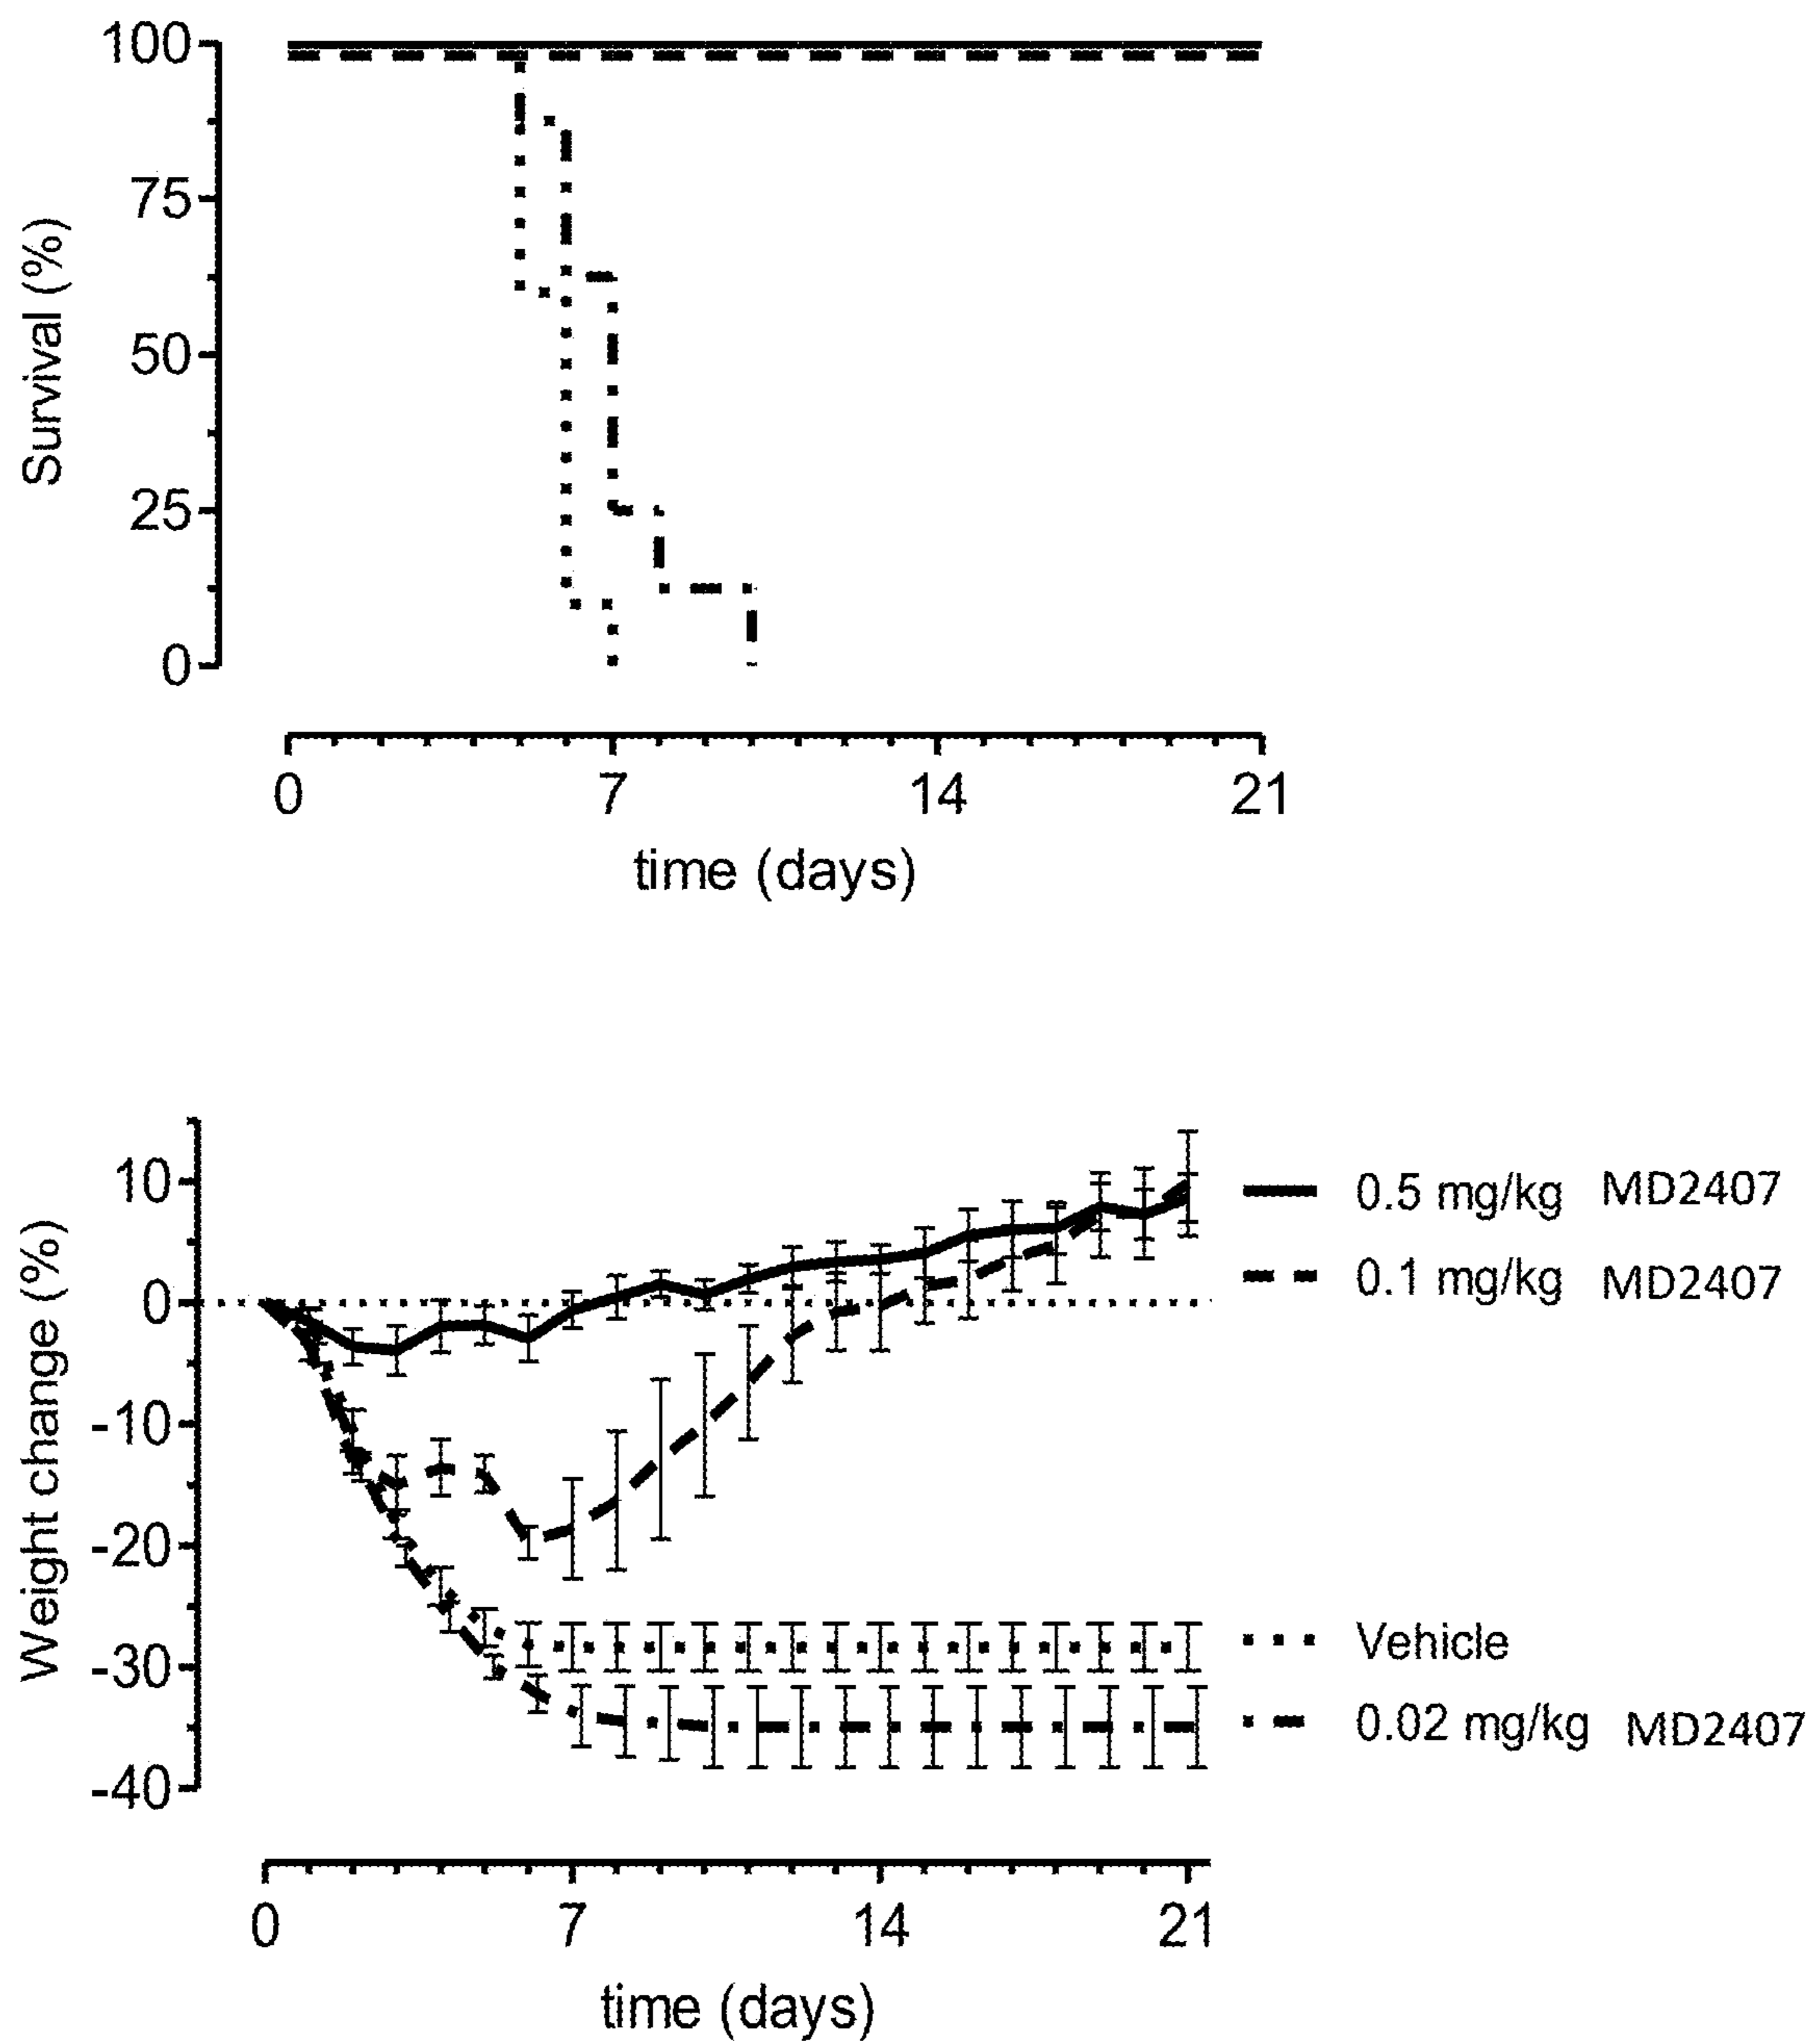 100
75
50
25
0
Survival (%)
0 7 14 21
time (days)
10
0
-10
-20
-30
-40
Weight change (%)
0.5 mg/kg MD2407
0.1 mg/kg MD2407
Vehicle
0.02 mg/kg MD2407
0 7 14 21
time (days)